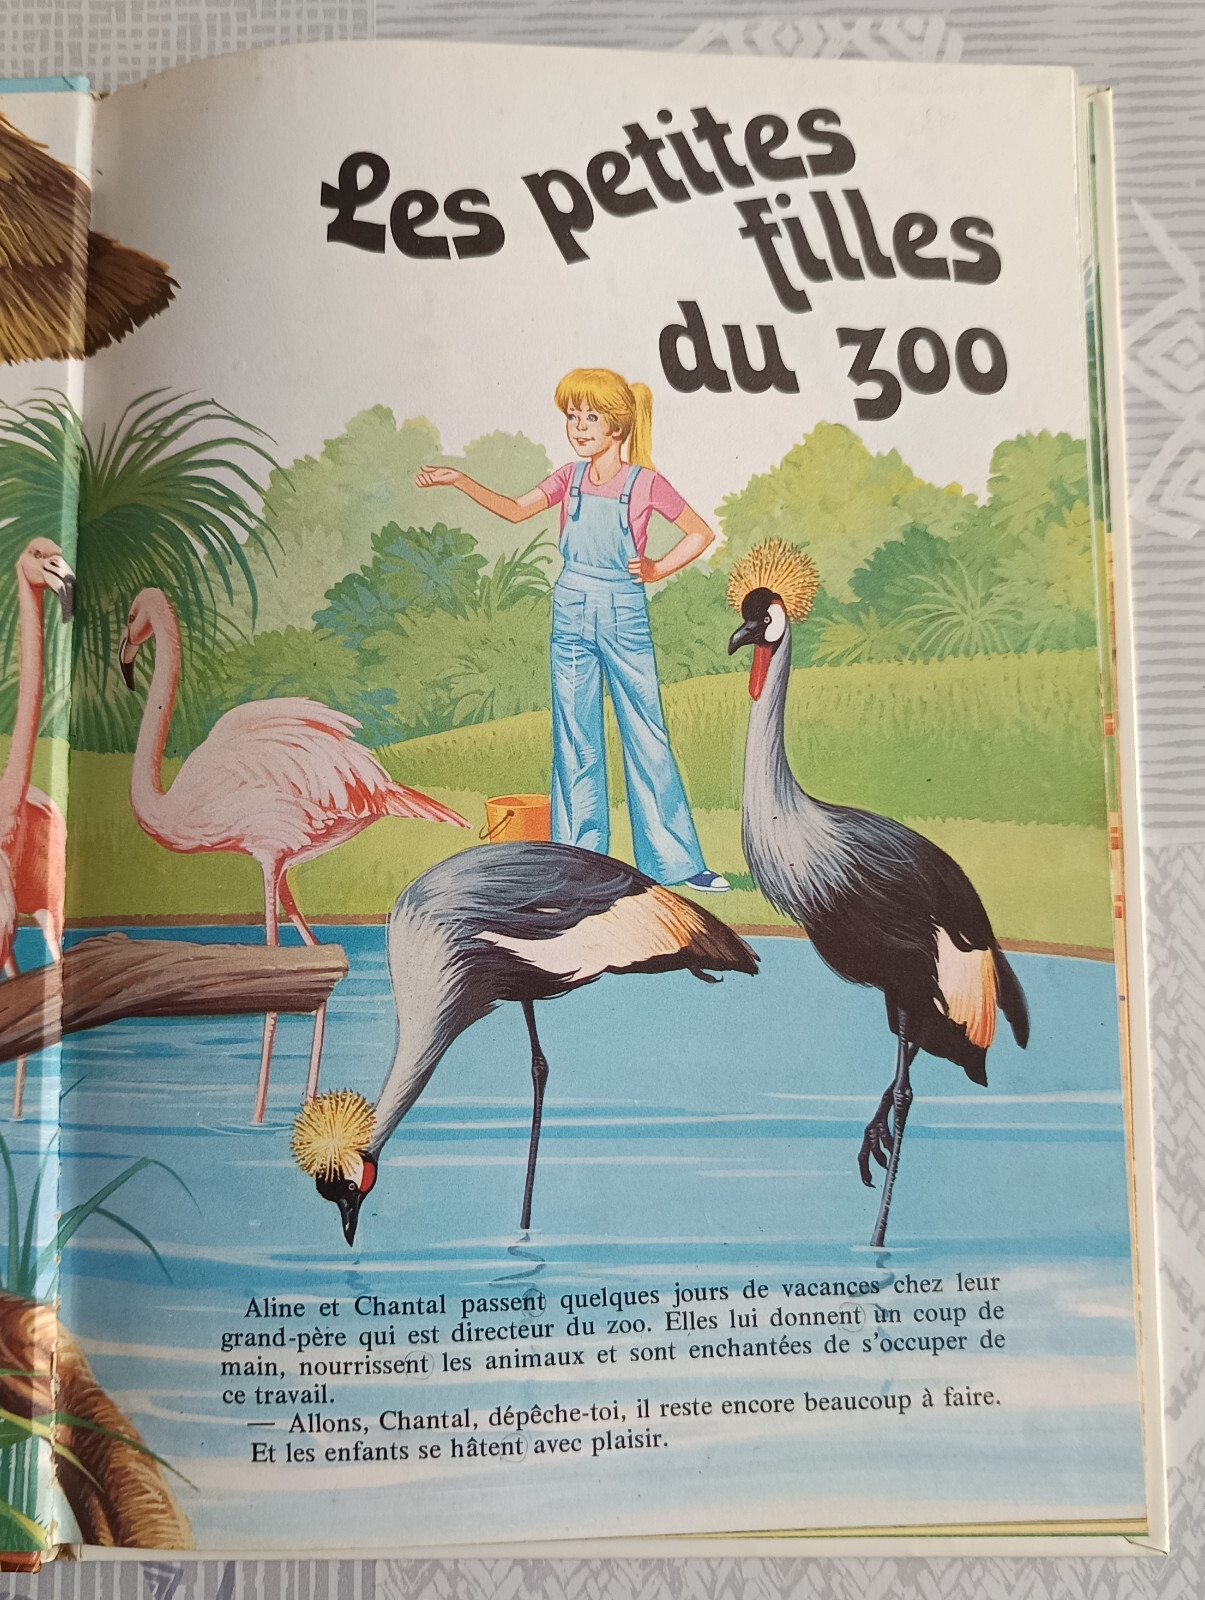 Les petites
filles
du zoo
Aline et Chantal passent quelques jours de vacances chez leur
grand-père qui est directeur du zoo. Elles lui donnent un coup de
main, nourrissent les animaux et sont enchantées de s'occuper de
ce travail.
— Allons, Chantal, dépêche-toi, il reste encore beaucoup à faire.
Et les enfants se hâtent avec plaisir.